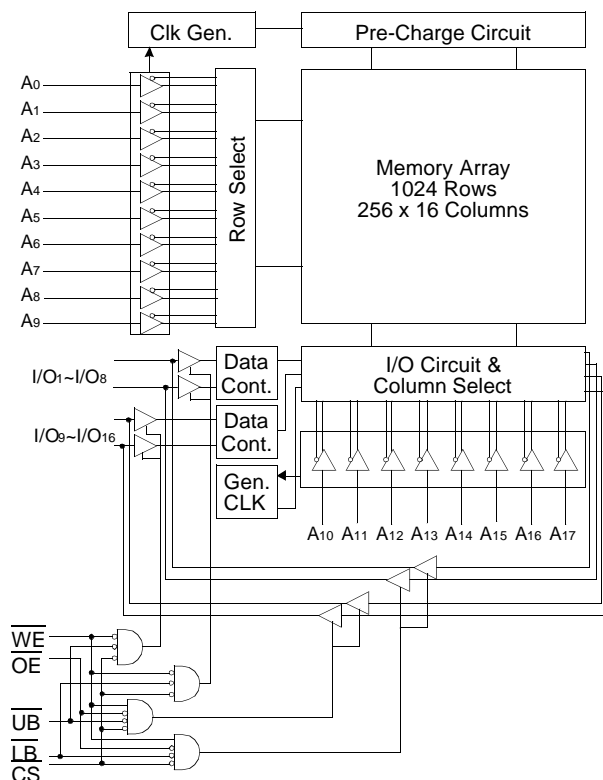 Clk Gen.
Pre-Charge Circuit
A0
A1
A2
A3
A4
A5
A6
A7
A8
A9
Row Select
Memory Array
1024 Rows
256 x 16 Columns
I/O1~I/O8
Data
Cont.
I/O Circuit &
Column Select
I/O9~I/O16
Data
Cont.
Gen.
CLK
A10 A11 A12 A13 A14 A15 A16 A17
WE
OE
UB
LB
CS